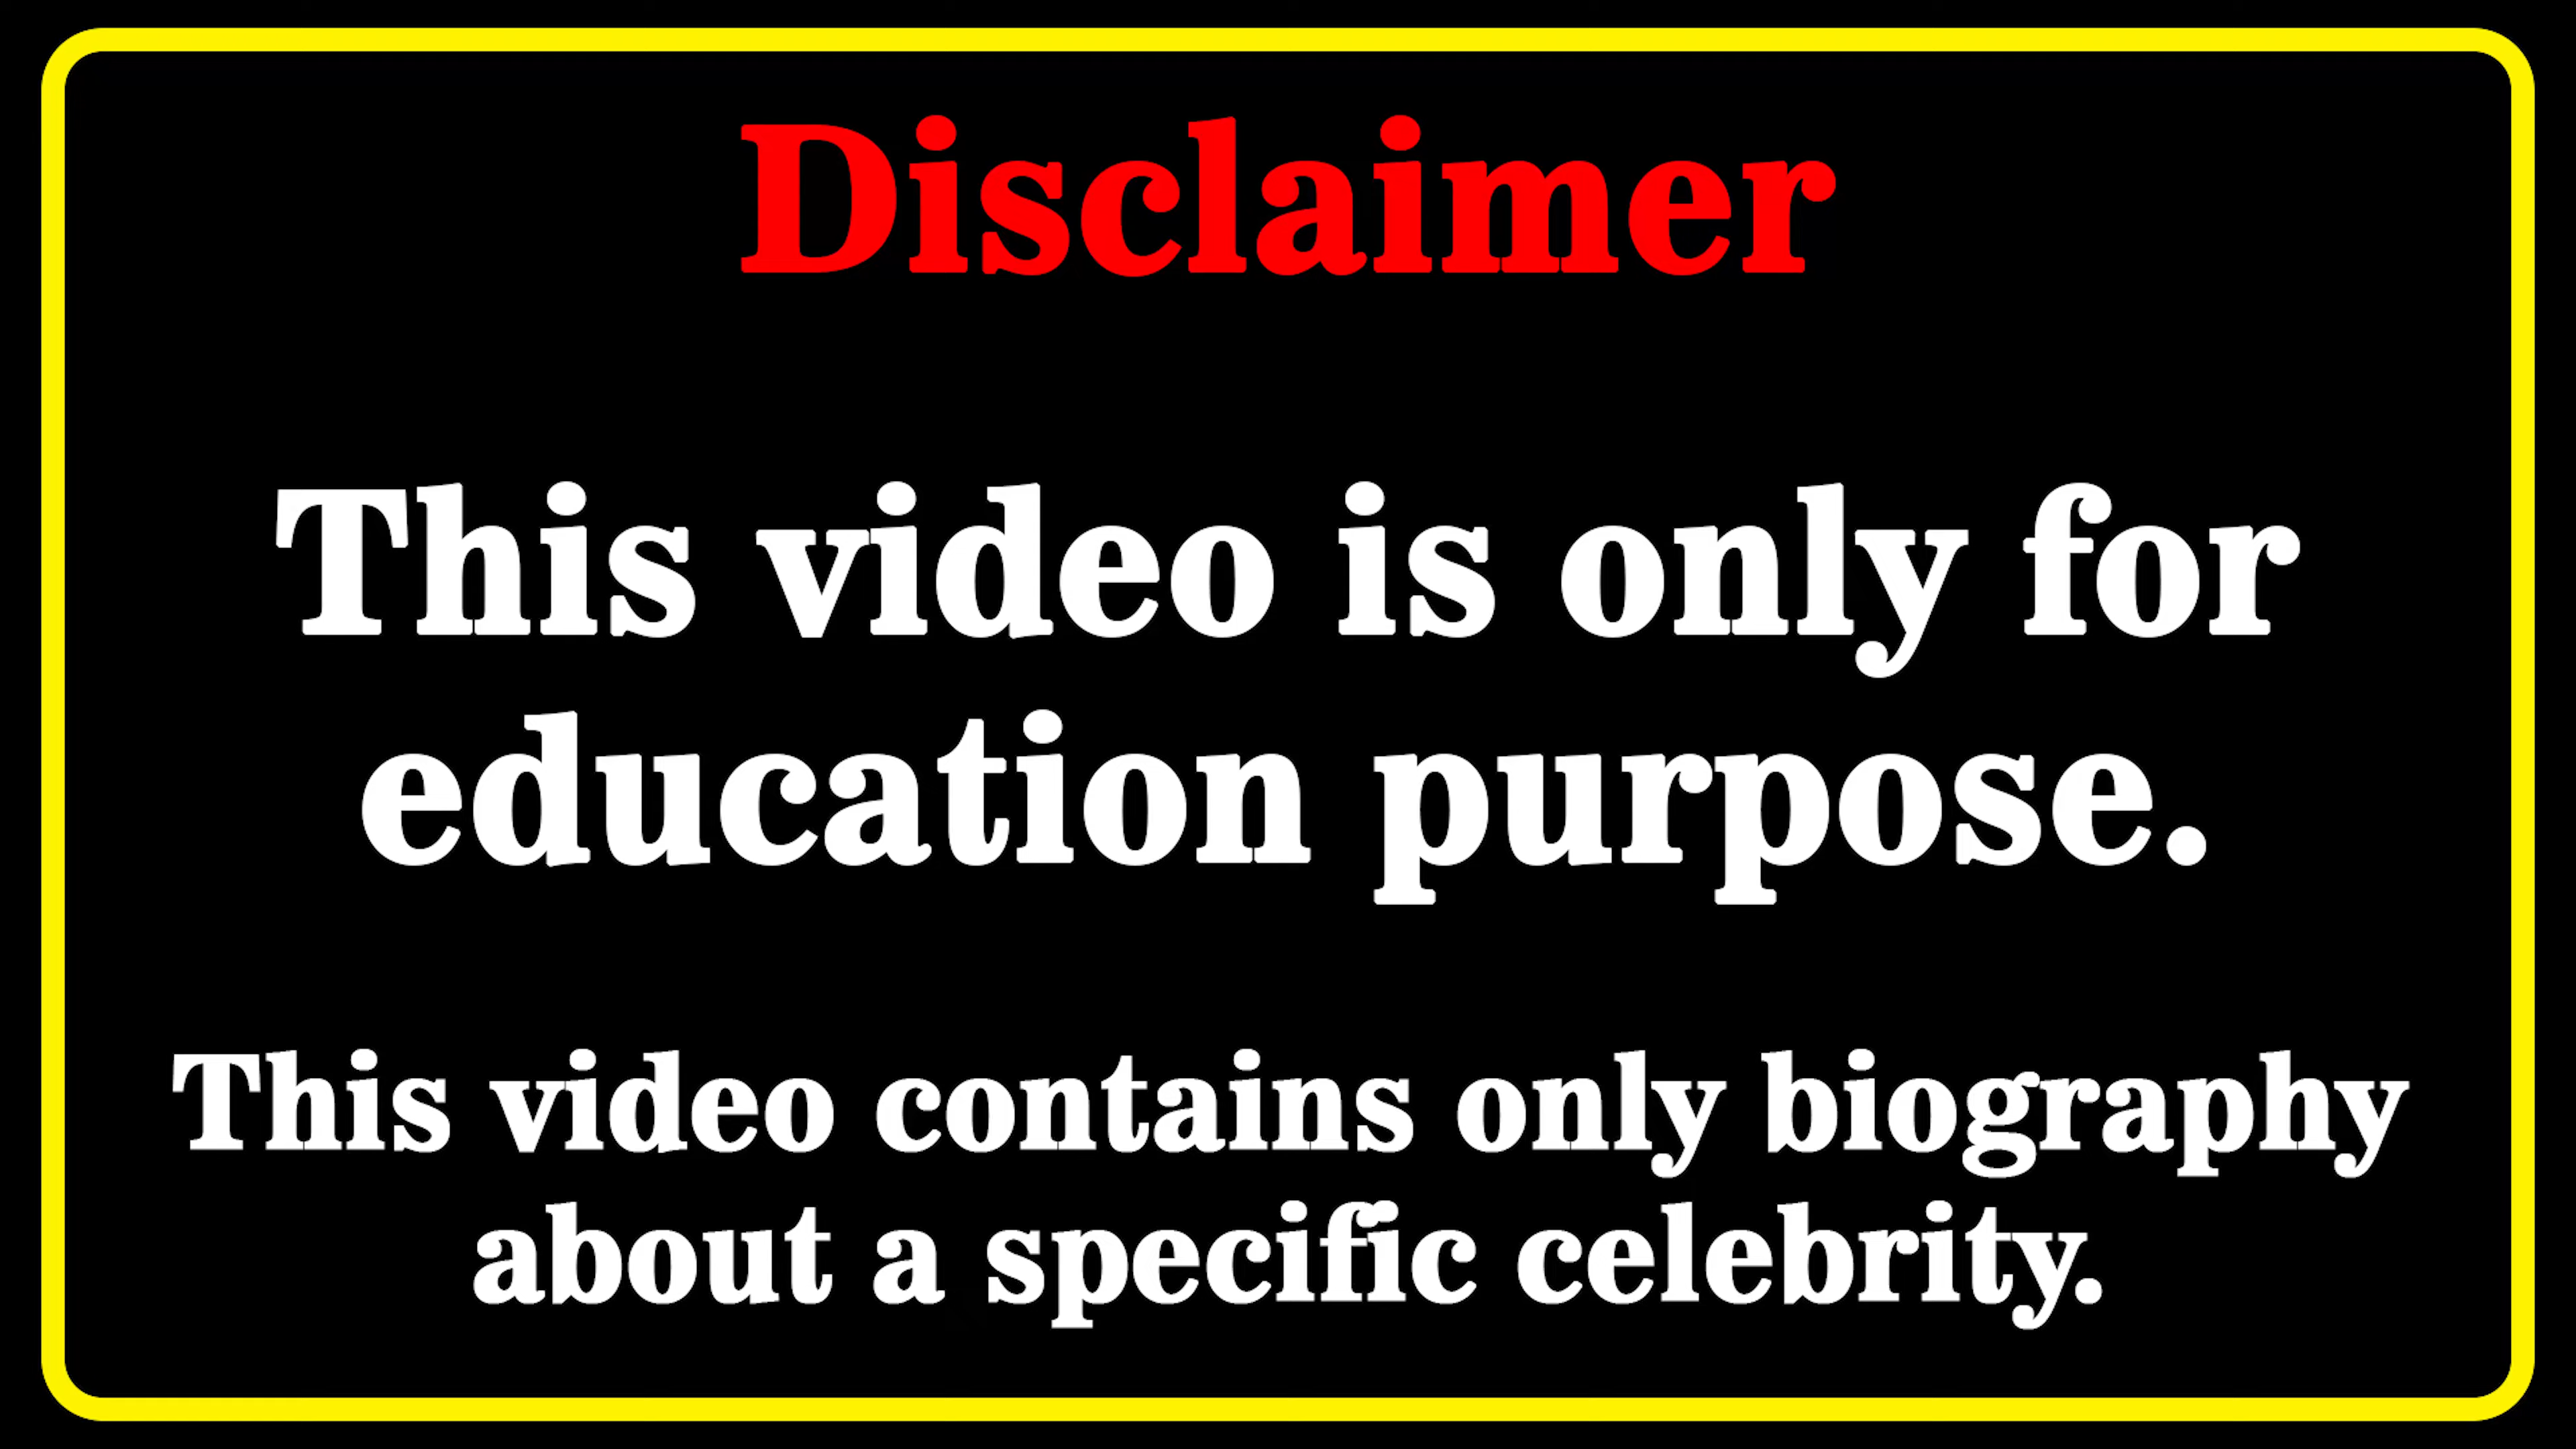 Disclaimer
This video is only for
education purpose.
This video contains only biography
about a specific celebrity.